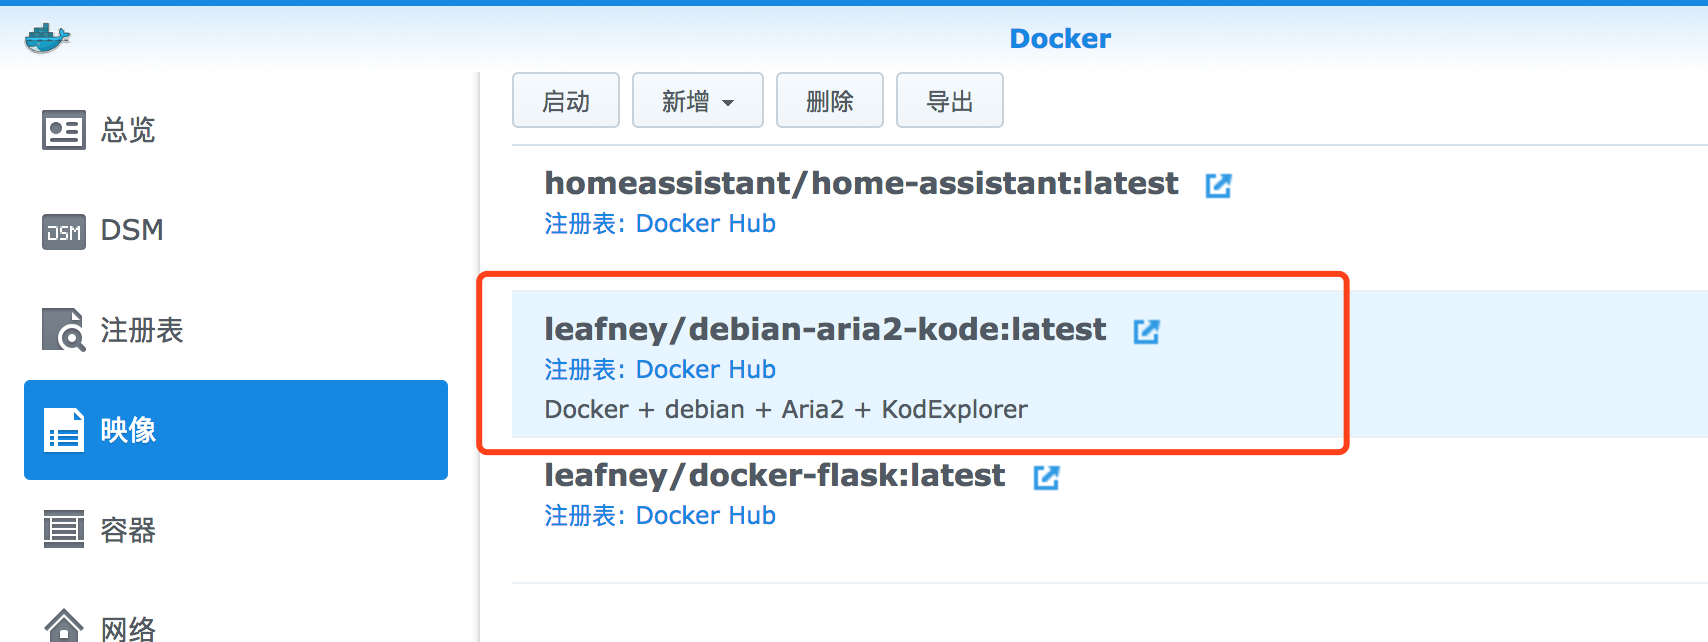 Docker
启动
新增
删除
导出
总览
DSM
DSM
注册表
映像
容器
网络
homeassistant/home-assistant:latest
注册表: Docker Hub
leafney/debian-aria2-kode:latest
注册表: Docker Hub
Docker + debian + Aria2 + KodExplorer
leafney/docker-flask:latest
注册表: Docker Hub